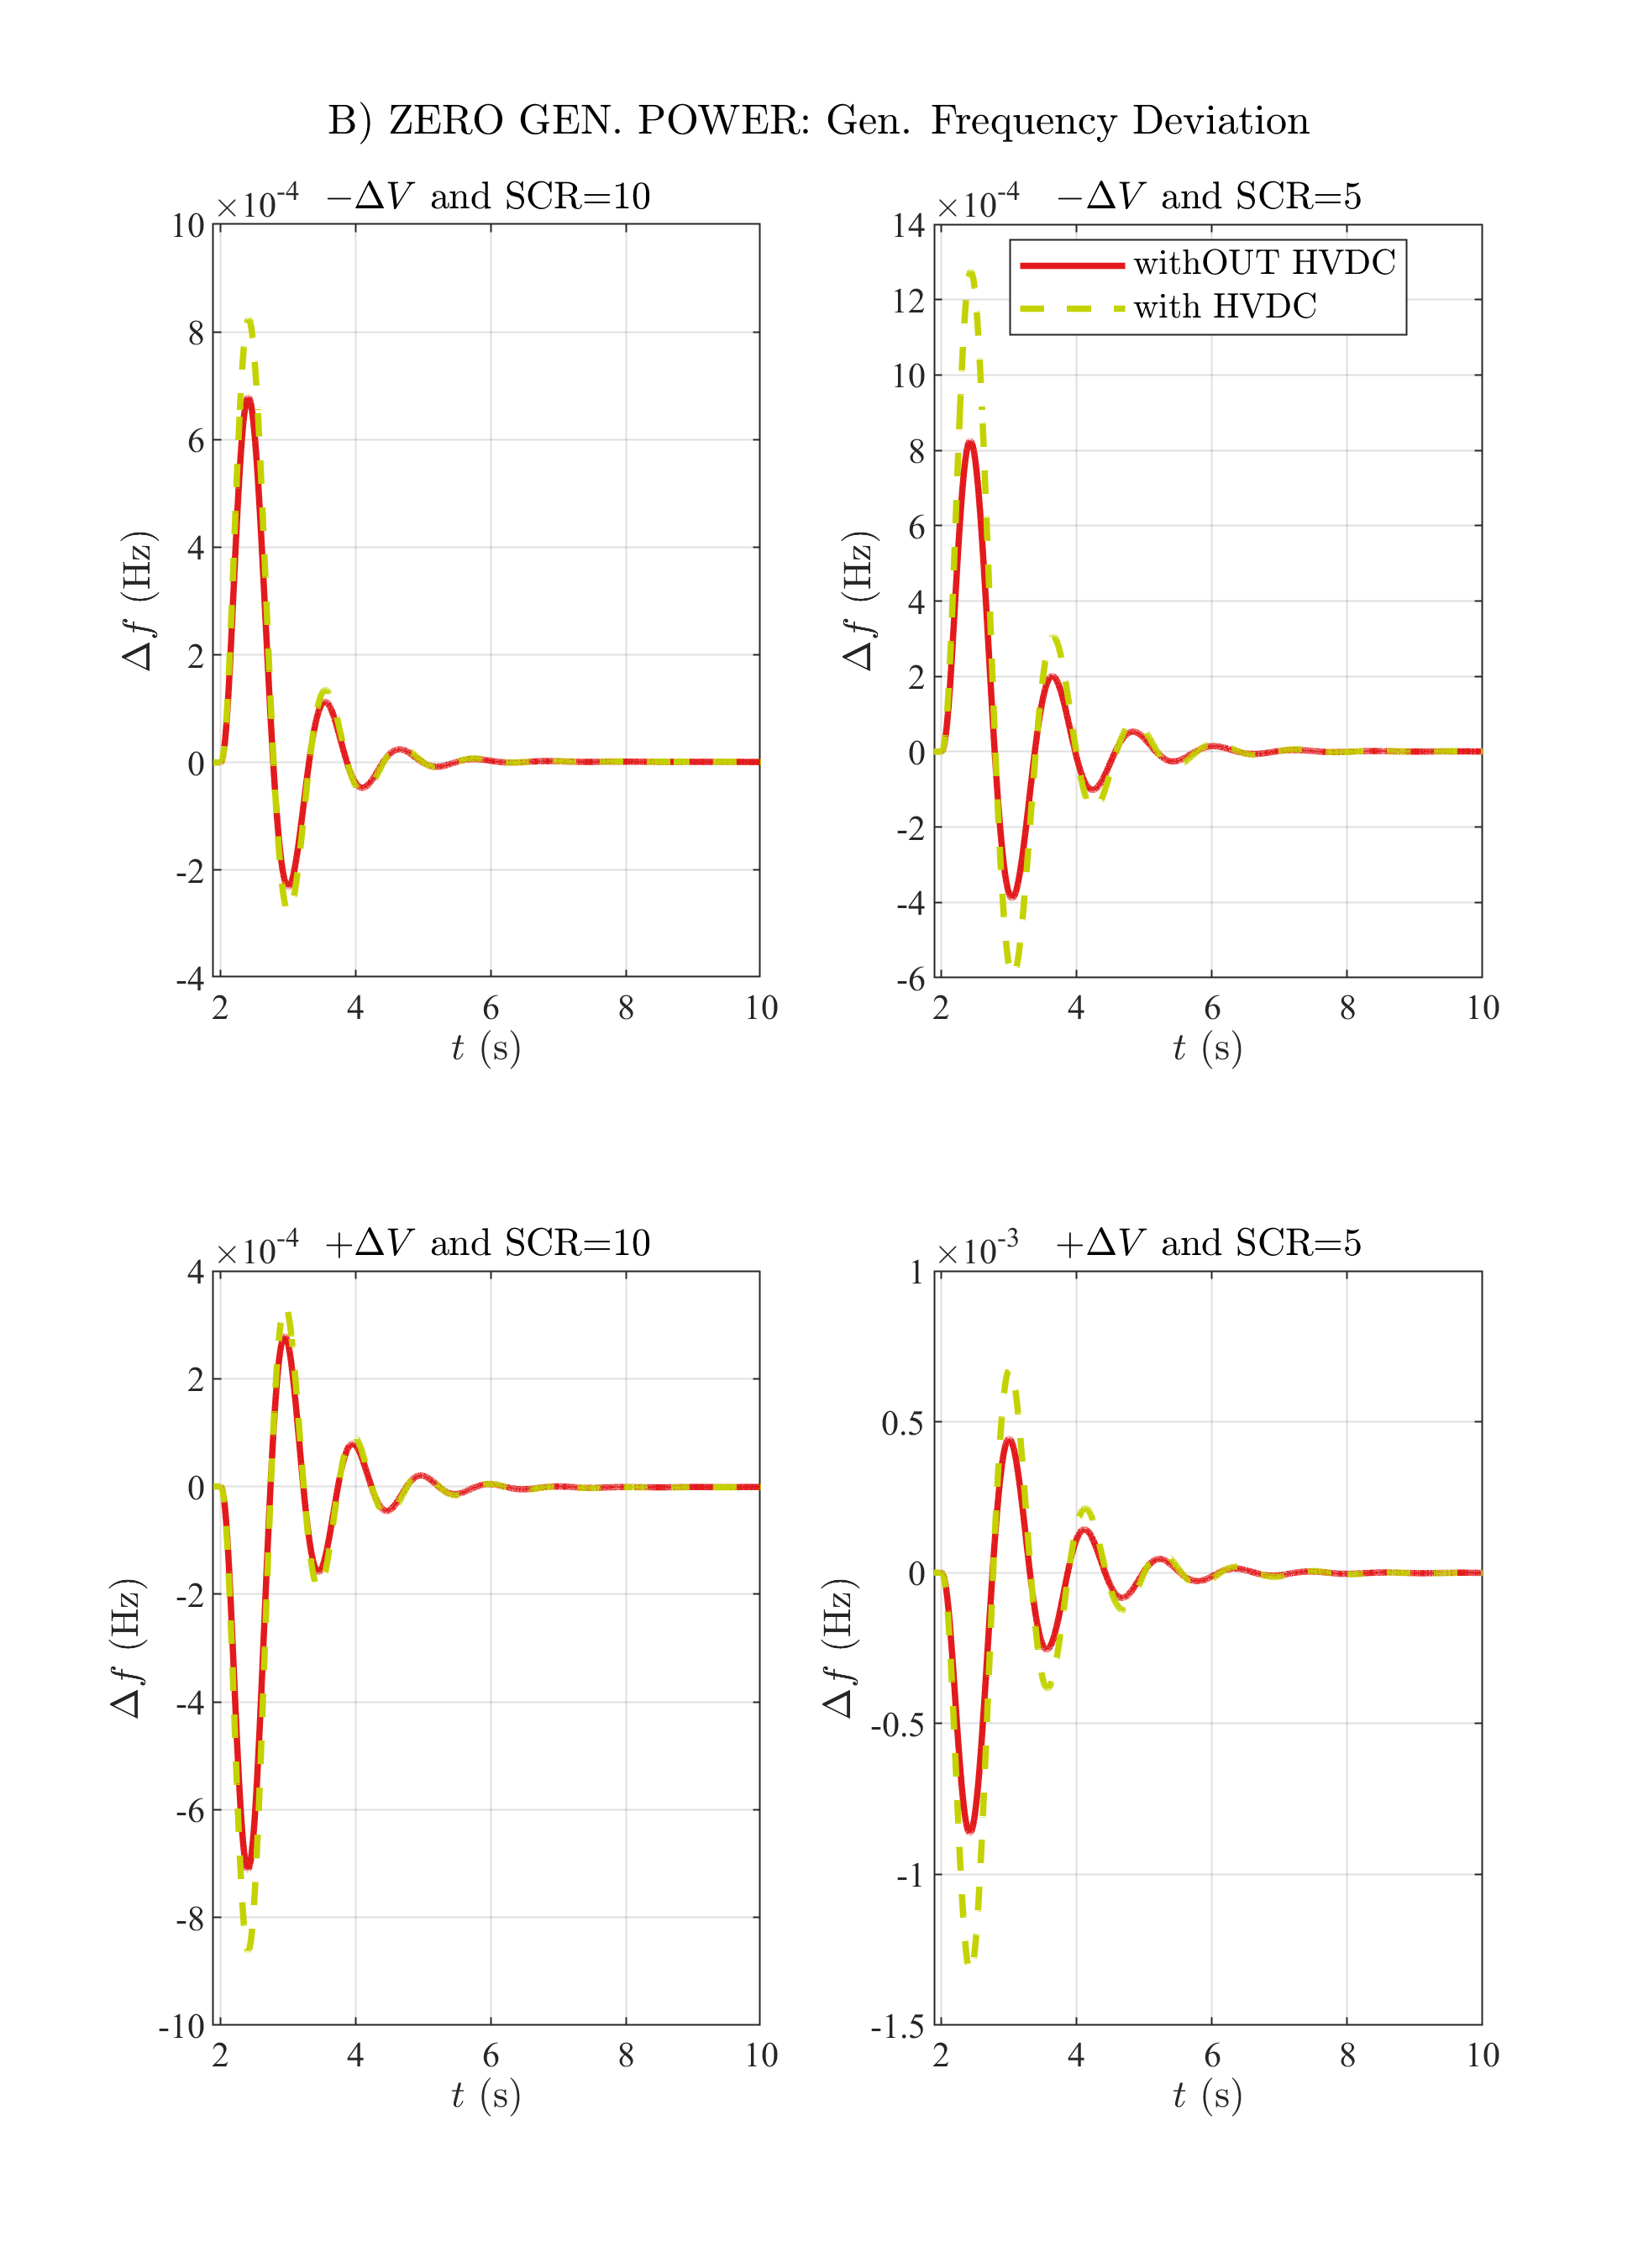 B) ZERO GEN. POWER: Gen. Frequency Deviation
×10-4 −ΔV and SCR=10
10
8
6
4
2
0
-2
-4
Δf (Hz)
2 4 6 8 10
t (s)
×10-4 −ΔV and SCR=5
14
12
10
8
6
4
2
0
-2
-4
-6
withOUT HVDC
with HVDC
Δf (Hz)
2 4 6 8 10
t (s)
×10-4 +ΔV and SCR=10
4
2
0
-2
-4
-6
-8
-10
Δf (Hz)
2 4 6 8 10
t (s)
×10-3 +ΔV and SCR=5
1
0.5
0
-0.5
-1
-1.5
Δf (Hz)
2 4 6 8 10
t (s)